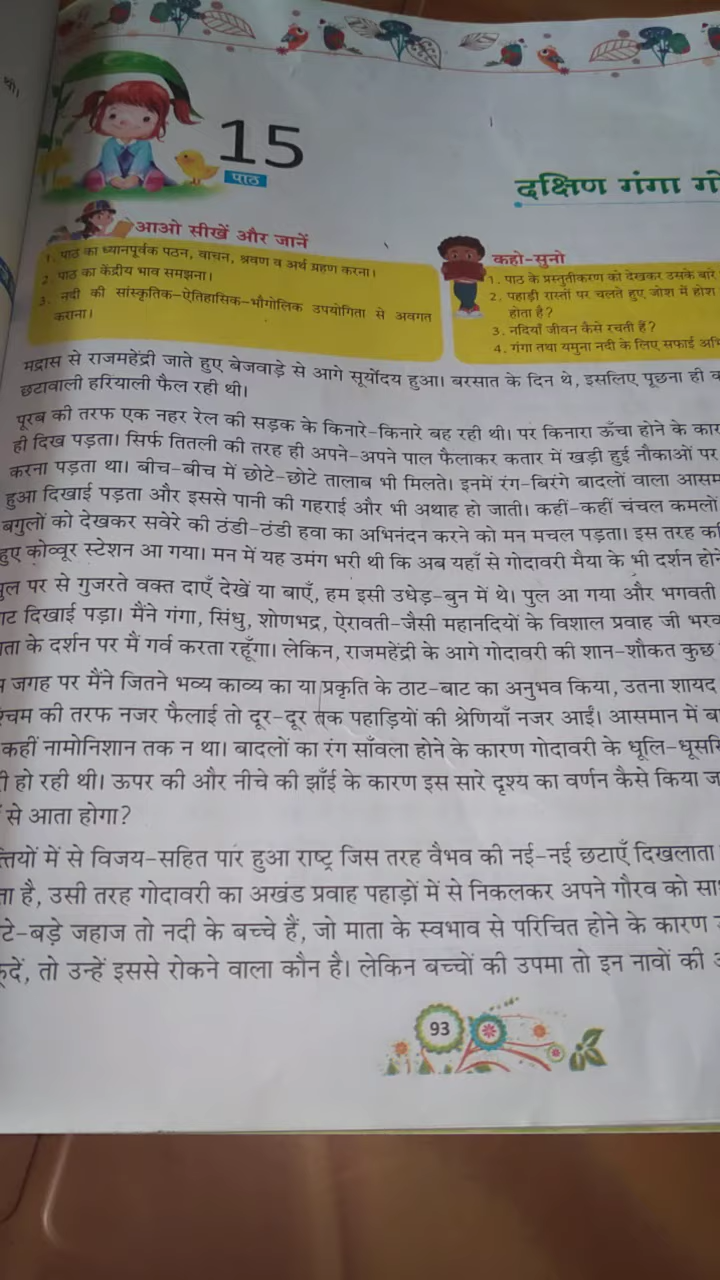 श्री।
15
पाठ
दक्षिण गंगा
आओ सीखें और जानें
1. पाठ का ध्यानपूर्वक पठन, वाचन, श्रवण व अर्थ ग्रहण करना।
2. पाठ का केंद्रीय भाव समझना।
3. नदी की सांस्कृतिक-ऐतिहासिक-भौगोलिक उपयोगिता से अवगत
कराना।
कहो-सुनो
1. पाठ के प्रस्तुतीकरण को देखकर उसके बारे
2. पहाड़ी रास्तों पर चलते हुए जोश में होश
होता है?
3. नदियाँ जीवन कैसे रचती हैं?
4. गंगा तथा यमुना नदी के लिए सफाई
मद्रास से राजमहेंद्री जाते हुए बेजवाड़े से आगे सूर्योदय हुआ। बरसात के दिन थे, इसलिए पूछना ही
छटावाली हरियाली फैल रही थी।
पूरब की तरफ एक नहर रेल की सड़क के किनारे-किनारे बह रही थी। पर किनारा ऊँचा होने के
ही दिख पड़ता। सिर्फ तितली की तरह ही अपने-अपने पाल फैलाकर कतार में खड़ी हुई नौकाओं पर
करना पड़ता था। बीच-बीच में छोटे-छोटे तालाब भी मिलते। इनमें रंग-बिरंगे बादलों वाला
हुआ दिखाई पड़ता और इससे पानी की गहराई और भी अथाह हो जाती। कहीं-कहीं चंचल कमलों
बगुलों को देखकर सवेरे की ठंडी-ठंडी हवा का अभिनंदन करने को मन मचल पड़ता। इस तरह
हुए कोव्वूर स्टेशन आ गया। मन में यह उमंग भरी थी कि अब यहाँ से गोदावरी मैया के भी दर्शन
पुल पर से गुजरते वक्त दाएँ देखें या बाएँ, हम इसी उधेड़-बुन में थे। पुल आ गया और भगवती
दिखाई पड़ा। मैंने गंगा, सिंधु, शोणभद्र, ऐरावती-जैसी महानदियों के विशाल प्रवाह जी
के दर्शन पर मैं गर्व करता रहूँगा। लेकिन, राजमहेंद्री के आगे गोदावरी की शान-शौकत कुछ
जगह पर मैंने जितने भव्य काव्य का या प्रकृति के ठाट-बाट का अनुभव किया, उतना शायद
की तरफ नजर फैलाई तो दूर-दूर तक पहाड़ियों की श्रेणियाँ नजर आईं। आसमान में
कहीं नामोनिशान तक न था। बादलों का रंग साँवला होने के कारण गोदावरी के
हो रही थी। ऊपर की और नीचे की झाँई के कारण इस सारे दृश्य का वर्णन कैसे किया
से आता होगा?
में से विजय-सहित पार हुआ राष्ट्र जिस तरह वैभव की नई-नई छटाएँ दिखलाता
है, उसी तरह गोदावरी का अखंड प्रवाह पहाड़ों में से निकलकर अपने गौरव को
जहाज तो नदी के बच्चे हैं, जो माता के स्वभाव से परिचित होने के कारण
तो उन्हें इससे रोकने वाला कौन है। लेकिन बच्चों की उपमा तो इन नावों की
93